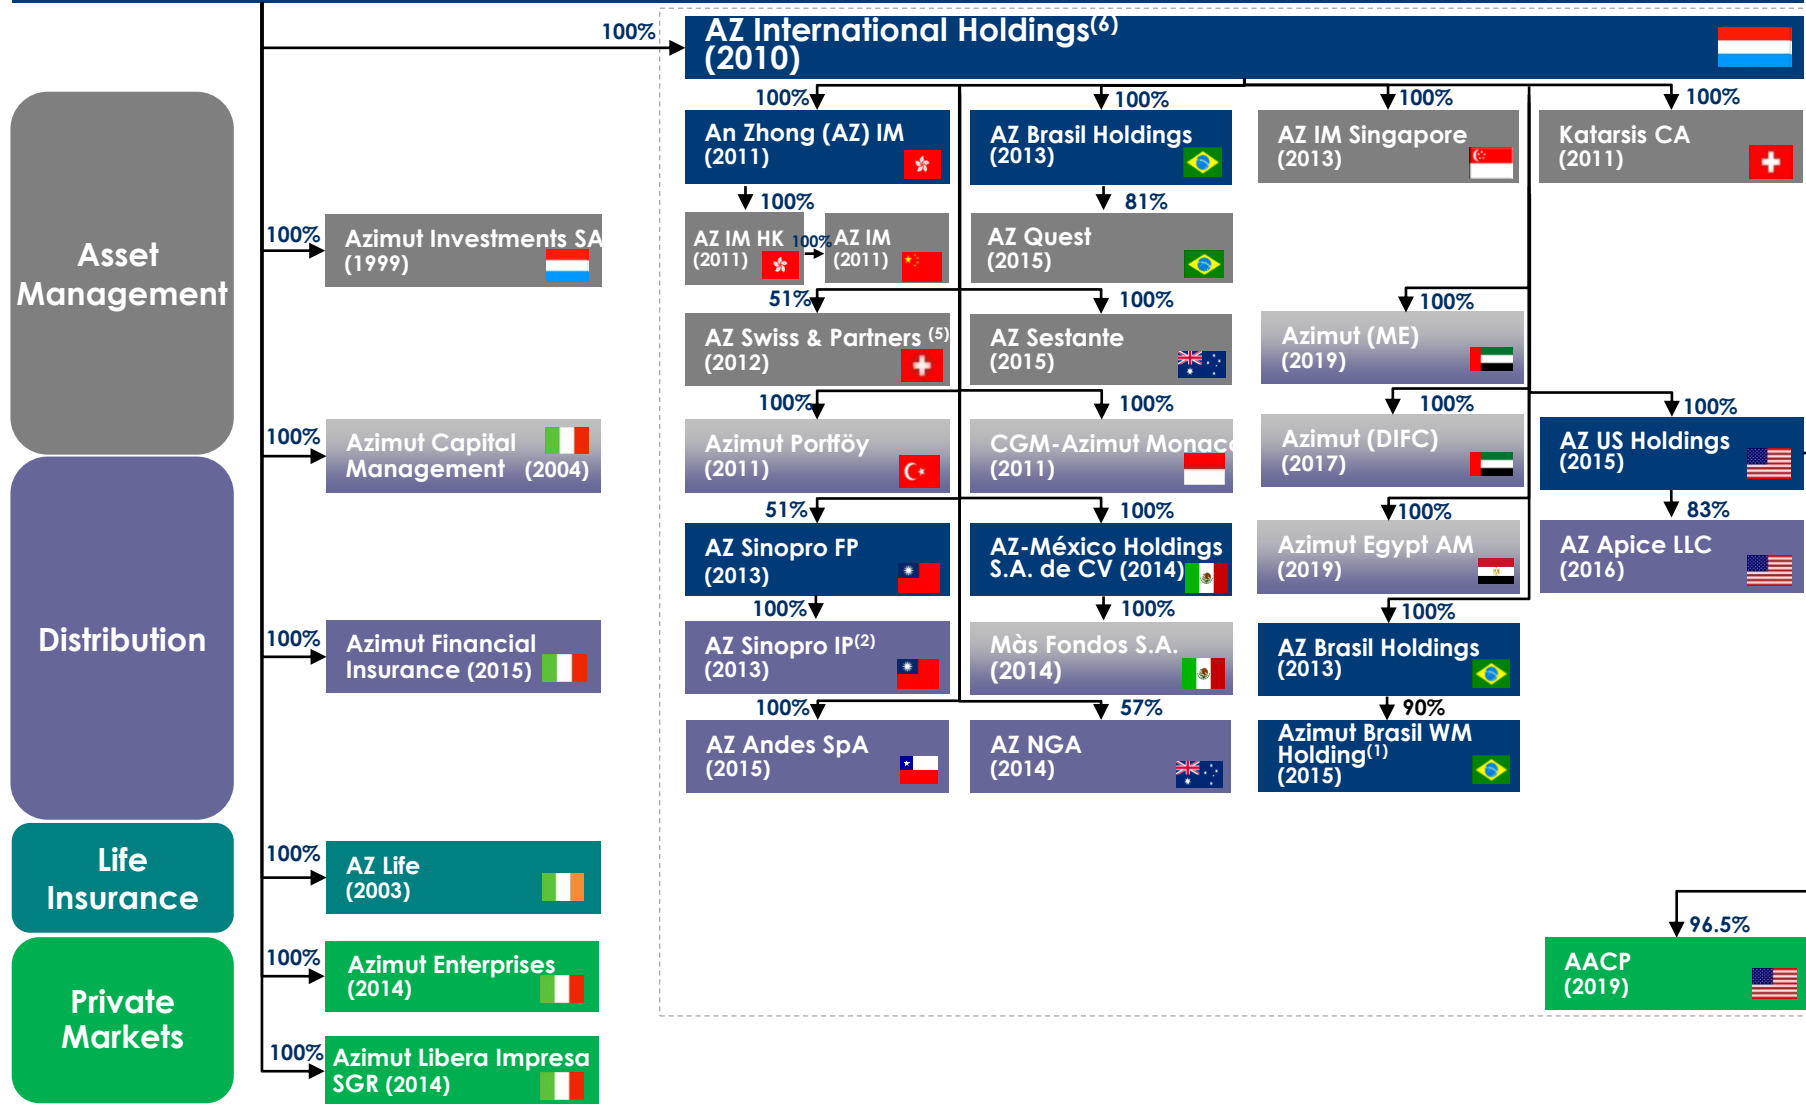 100%
AZ International Holdings(6)
(2010)
Asset
Management
Distribution
Life
Insurance
Private
Markets
100%
Azimut Investments SA
(1999)
100%
Azimut Capital
Management (2004)
100%
Azimut Financial
Insurance (2015)
100%
AZ Life
(2003)
100%
Azimut Enterprises
(2014)
100%
Azimut Libera Impresa
SGR (2014)
100%
An Zhong (AZ) IM
(2011)
100%
AZ IM HK
(2011)
100%
AZ IM
(2011)
51%
AZ Swiss & Partners (5)
(2012)
100%
Azimut Portföy
(2011)
51%
AZ Sinopro FP
(2013)
100%
AZ Sinopro IP(2)
(2013)
100%
AZ Andes SpA
(2015)
100%
AZ Brasil Holdings
(2013)
81%
AZ Quest
(2015)
100%
AZ Sestante
(2015)
100%
CGM-Azimut Monaco
(2011)
100%
AZ-México Holdings
S.A. de CV (2014)
100%
Màs Fondos S.A.
(2014)
57%
AZ NGA
(2014)
100%
AZ IM Singapore
(2013)
100%
Azimut (ME)
(2019)
100%
Azimut (DIFC)
(2017)
100%
Azimut Egypt AM
(2019)
100%
AZ Brasil Holdings
(2013)
90%
Azimut Brasil WM
Holding(1)
(2015)
100%
Katarsis CA
(2011)
100%
AZ US Holdings
(2015)
83%
AZ Apice LLC
(2016)
96.5%
AACP
(2019)